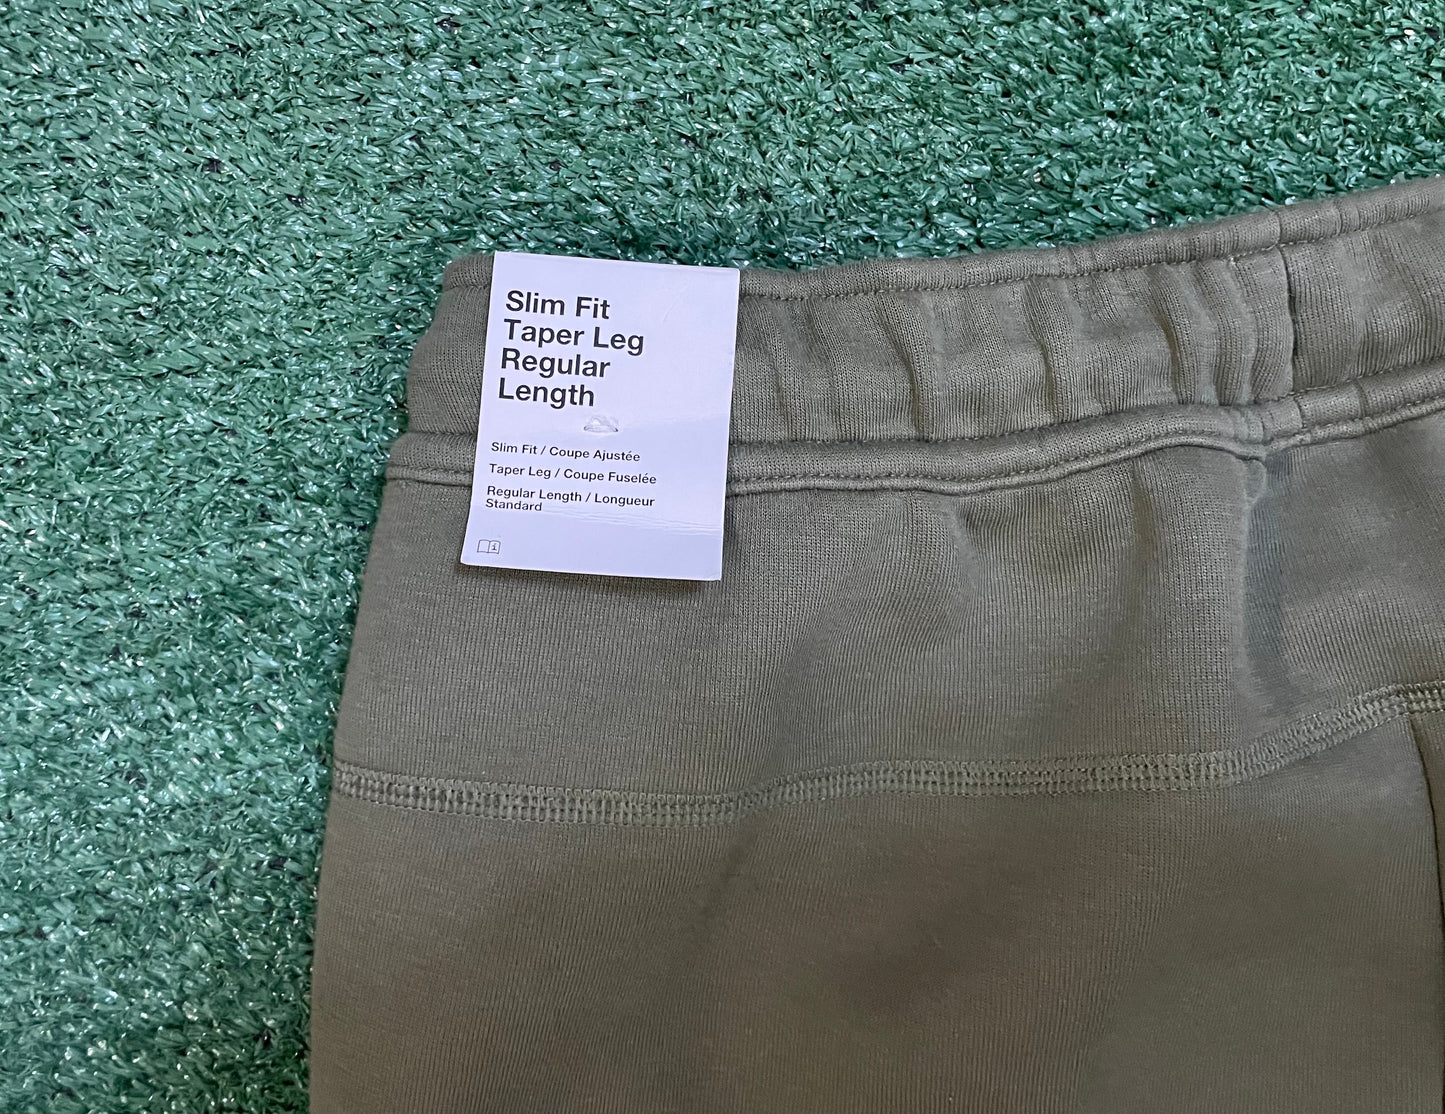 Slim Fit
Taper Leg
Regular
Length
Slim Fit / Coupe Ajustée
Taper Leg / Coupe Fuselée
Regular Length / Longueur
Standard